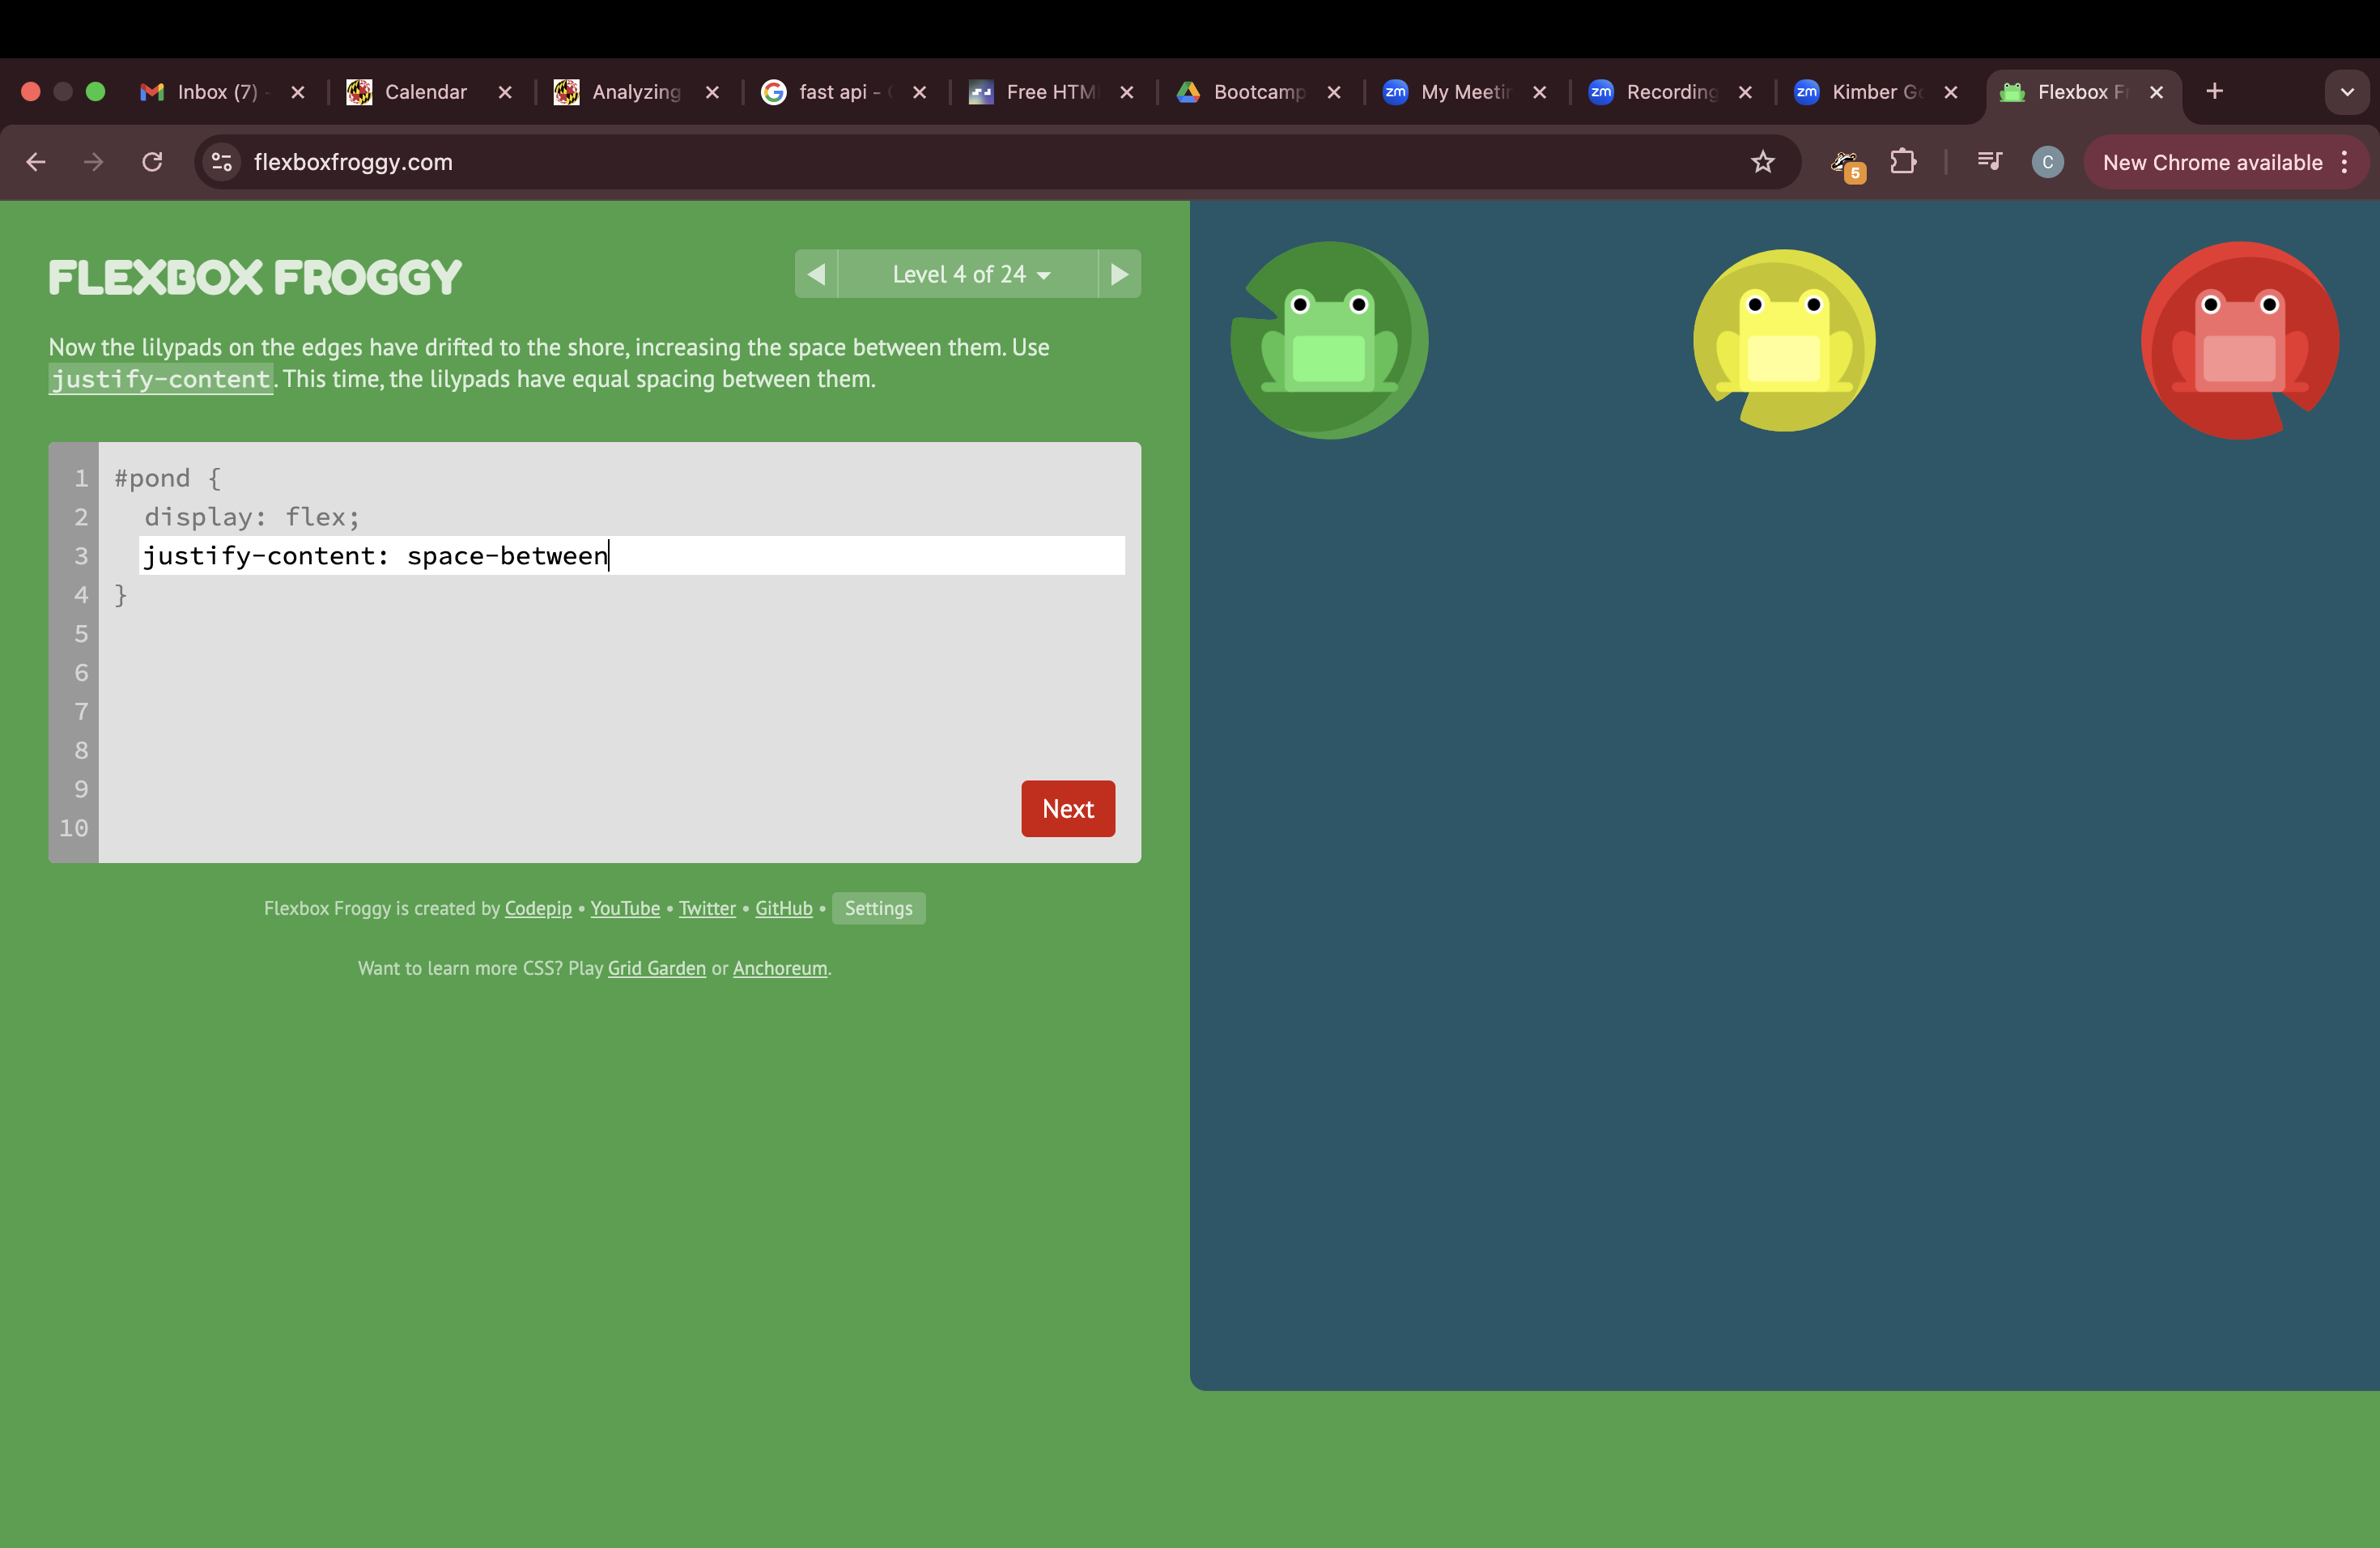 Inbox (7) Calendar Analyzing fast api - Free HTM Bootcamp My Meetin Recording Kimber G Flexbox F
flexboxfroggy.com 5 C New Chrome available
FLEXBOX FROGGY
Level 4 of 24
Now the lilypads on the edges have drifted to the shore, increasing the space between them. Use
justify-content. This time, the lilypads have equal spacing between them.
1 #pond {
2 display: flex;
3 justify-content: space-between
4 }
5
6
7
8
9
10
Next
Flexbox Froggy is created by Codepip • YouTube • Twitter • GitHub • Settings
Want to learn more CSS? Play Grid Garden or Anchoreum.